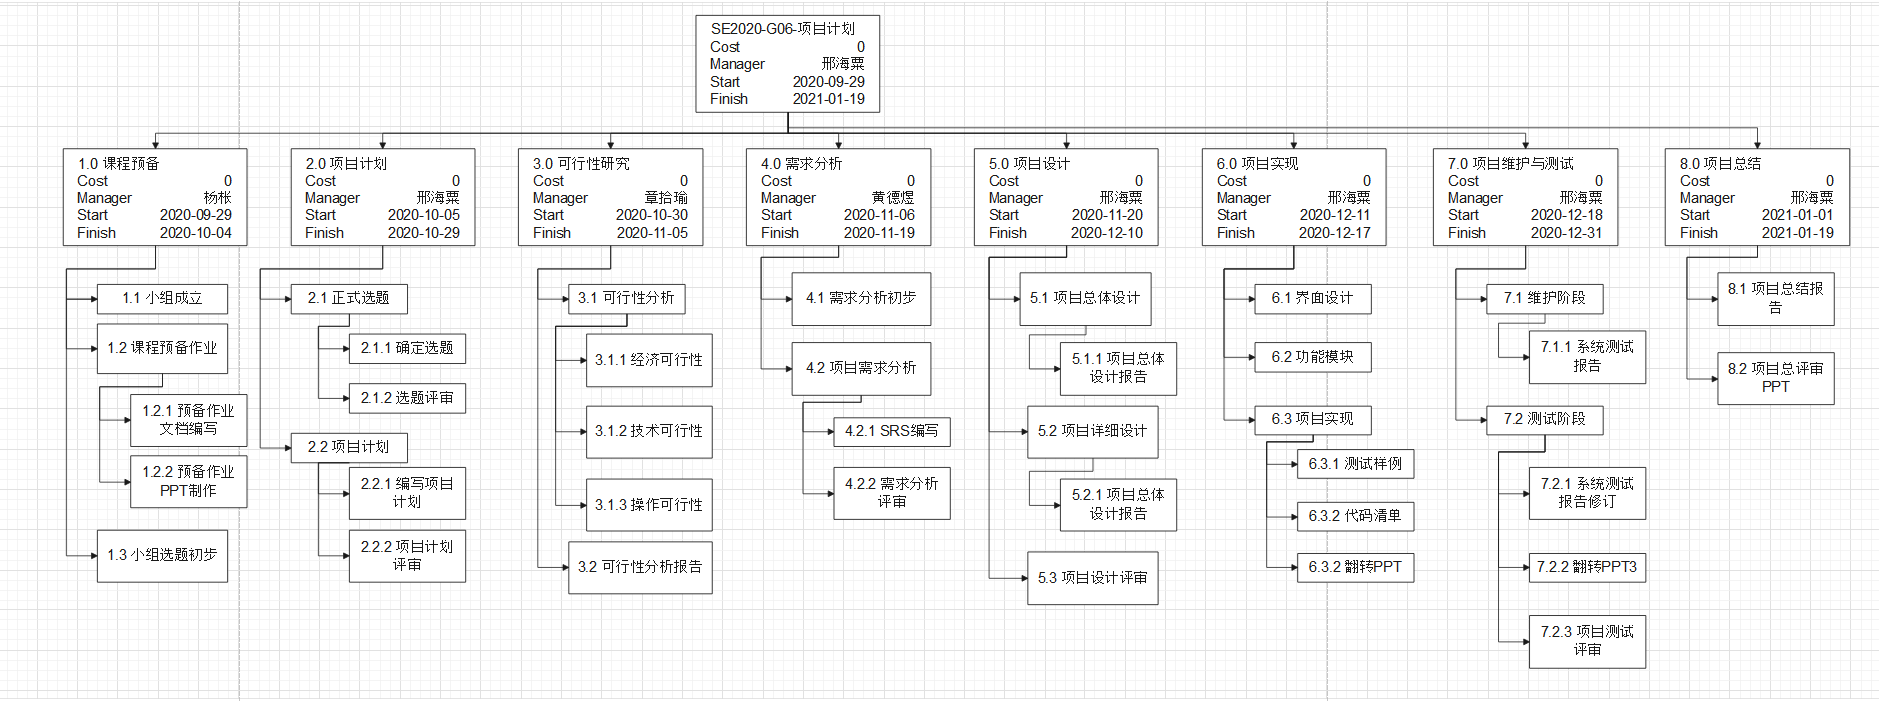 SE2020-G06-项目计划
Cost 0
Manager 邢海粟
Start 2020-09-29
Finish 2021-01-19
1.0 课程预备
Cost 0
Manager 杨枨
Start 2020-09-29
Finish 2020-10-04
1.1 小组成立
1.2 课程预备作业
1.2.1 预备作业
文档编写
1.2.2 预备作业
PPT制作
1.3 小组选题初步
2.0 项目计划
Cost 0
Manager 邢海粟
Start 2020-10-05
Finish 2020-10-29
2.1 正式选题
2.1.1 确定选题
2.1.2 选题评审
2.2 项目计划
2.2.1 编写项目
计划
2.2.2 项目计划
评审
3.0 可行性研究
Cost 0
Manager 章拾瑜
Start 2020-10-30
Finish 2020-11-05
3.1 可行性分析
3.1.1 经济可行性
3.1.2 技术可行性
3.1.3 操作可行性
3.2 可行性分析报告
4.0 需求分析
Cost 0
Manager 黄德煜
Start 2020-11-06
Finish 2020-11-19
4.1 需求分析初步
4.2 项目需求分析
4.2.1 SRS编写
4.2.2 需求分析
评审
5.0 项目设计
Cost 0
Manager 邢海粟
Start 2020-11-20
Finish 2020-12-10
5.1 项目总体设计
5.1.1 项目总体
设计报告
5.2 项目详细设计
5.2.1 项目总体
设计报告
5.3 项目设计评审
6.0 项目实现
Cost 0
Manager 邢海粟
Start 2020-12-11
Finish 2020-12-17
6.1 界面设计
6.2 功能模块
6.3 项目实现
6.3.1 测试样例
6.3.2 代码清单
6.3.2 翻转PPT
7.0 项目维护与测试
Cost 0
Manager 邢海粟
Start 2020-12-18
Finish 2020-12-31
7.1 维护阶段
7.1.1 系统测试
报告
7.2 测试阶段
7.2.1 系统测试
报告修订
7.2.2 翻转PPT3
7.2.3 项目测试
评审
8.0 项目总结
Cost 0
Manager 邢海粟
Start 2021-01-01
Finish 2021-01-19
8.1 项目总结报
告
8.2 项目总评审
PPT